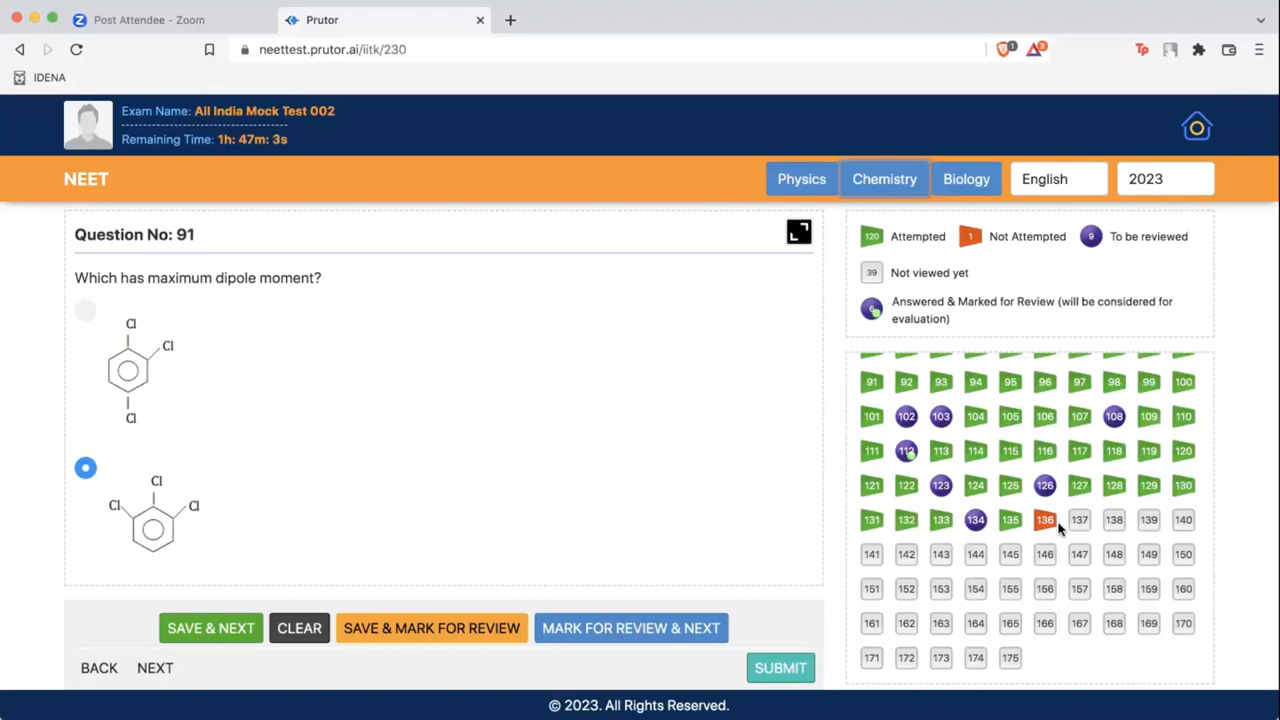 Post Attendee - Zoom
Prutor
neettest.prutor.ai/iitk/230
1
3
Tp
IDENA
Exam Name: All India Mock Test 002
Remaining Time: 1h: 47m: 3s
NEET
Physics
Chemistry
Biology
English
2023
Question No: 91
Which has maximum dipole moment?
Cl
Cl
Cl
Cl
Cl
Cl
SAVE & NEXT
CLEAR
SAVE & MARK FOR REVIEW
MARK FOR REVIEW & NEXT
BACK
NEXT
SUBMIT
120 Attempted
1 Not Attempted
9 To be reviewed
39 Not viewed yet
Answered & Marked for Review (will be considered for
evaluation)
91 92 93 94 95 96 97 98 99 100
101 102 103 104 105 106 107 108 109 110
111 112 113 114 115 116 117 118 119 120
121 122 123 124 125 126 127 128 129 130
131 132 133 134 135 136 137 138 139 140
141 142 143 144 145 146 147 148 149 150
151 152 153 154 155 156 157 158 159 160
161 162 163 164 165 166 167 168 169 170
171 172 173 174 175
© 2023. All Rights Reserved.